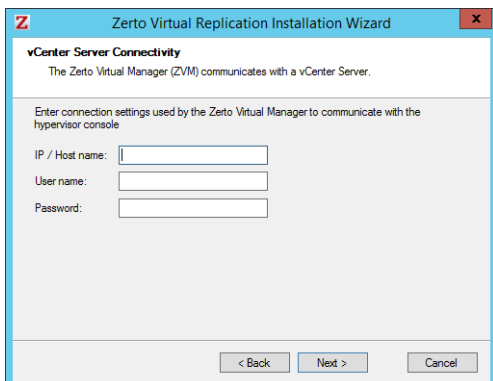 Z Zerto Virtual Replication Installation Wizard x
vCenter Server Connectivity
The Zerto Virtual Manager (ZVM) communicates with a vCenter Server.
Enter connection settings used by the Zerto Virtual Manager to communicate with the
hypervisor console
IP / Host name:
User name:
Password:
< Back Next > Cancel